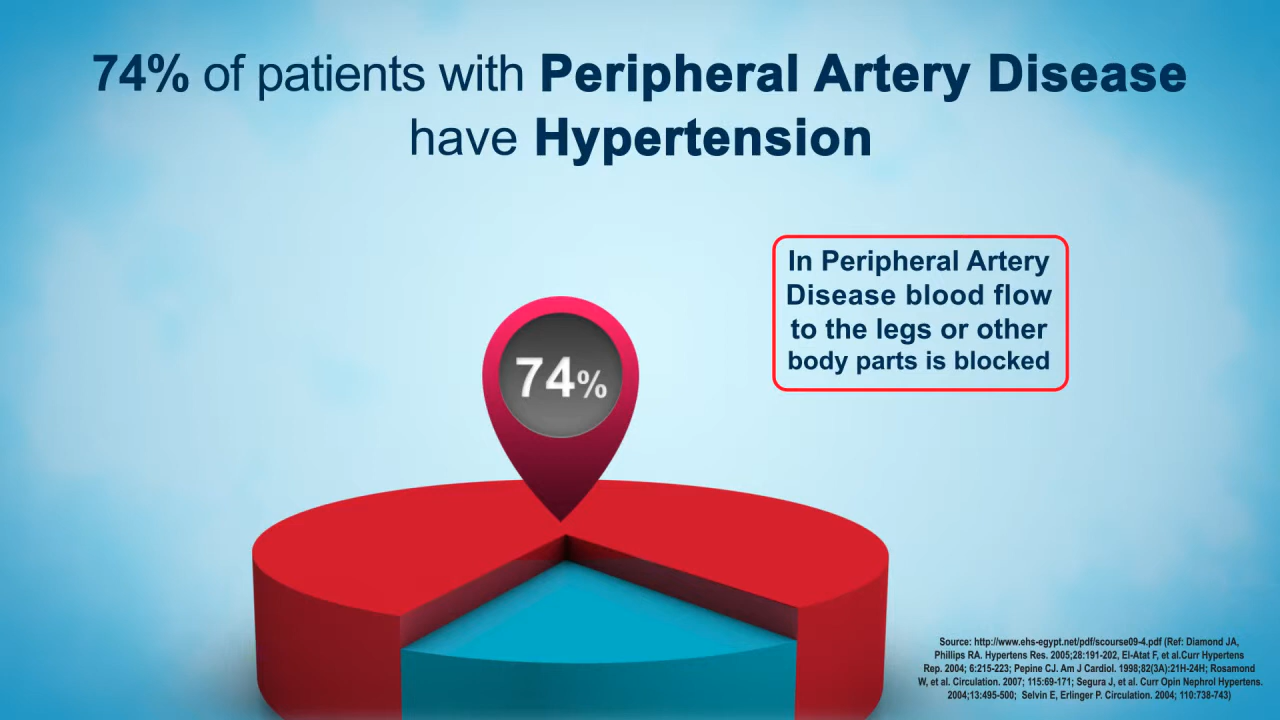 74% of patients with Peripheral Artery Disease
have Hypertension
In Peripheral Artery
Disease blood flow
to the legs or other
body parts is blocked
74%
Source: http://www.ehs-egypt.net/pdf/scourse09-4.pdf (Ref: Diamond JA,
Phillips RA. Hypertens Res. 2005;28:191-202, El-Atat F, et al.Curr Hypertens
Rep. 2004; 6:215-223; Pepine CJ. Am J Cardiol. 1998;82(3A):21H-24H; Rosamond
W, et al. Circulation. 2007; 115:69-171; Segura J, et al. Curr Opin Nephrol Hypertens.
2004;13:495-500; Selvin E, Erlinger P. Circulation. 2004; 110:738-743)